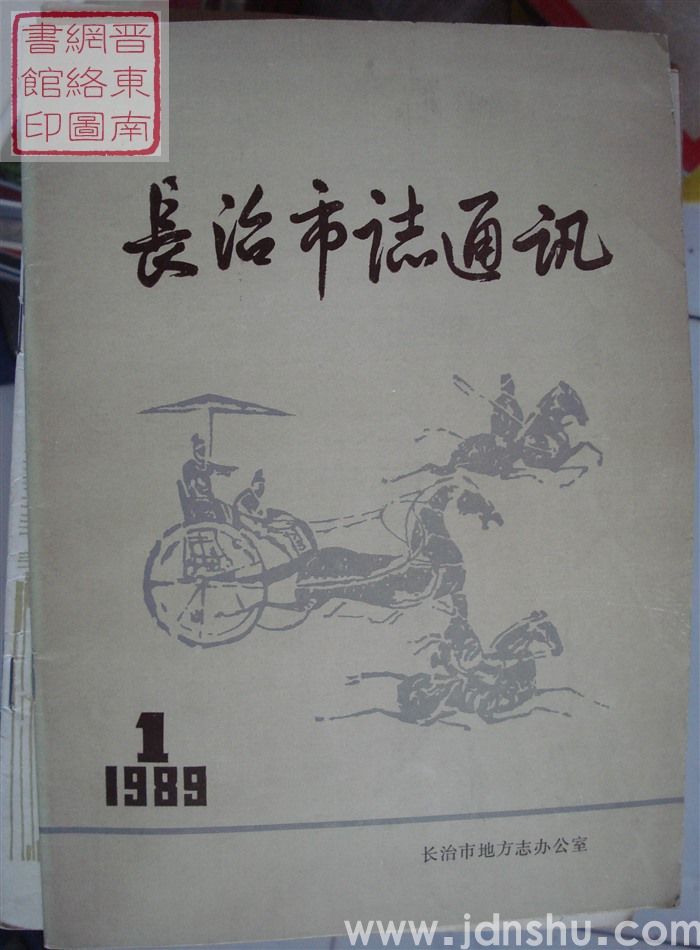 晋東南
網絡圖
書館印
長治市誌通訊
1
1989
长治市地方志办公室
www.jdnshu.com